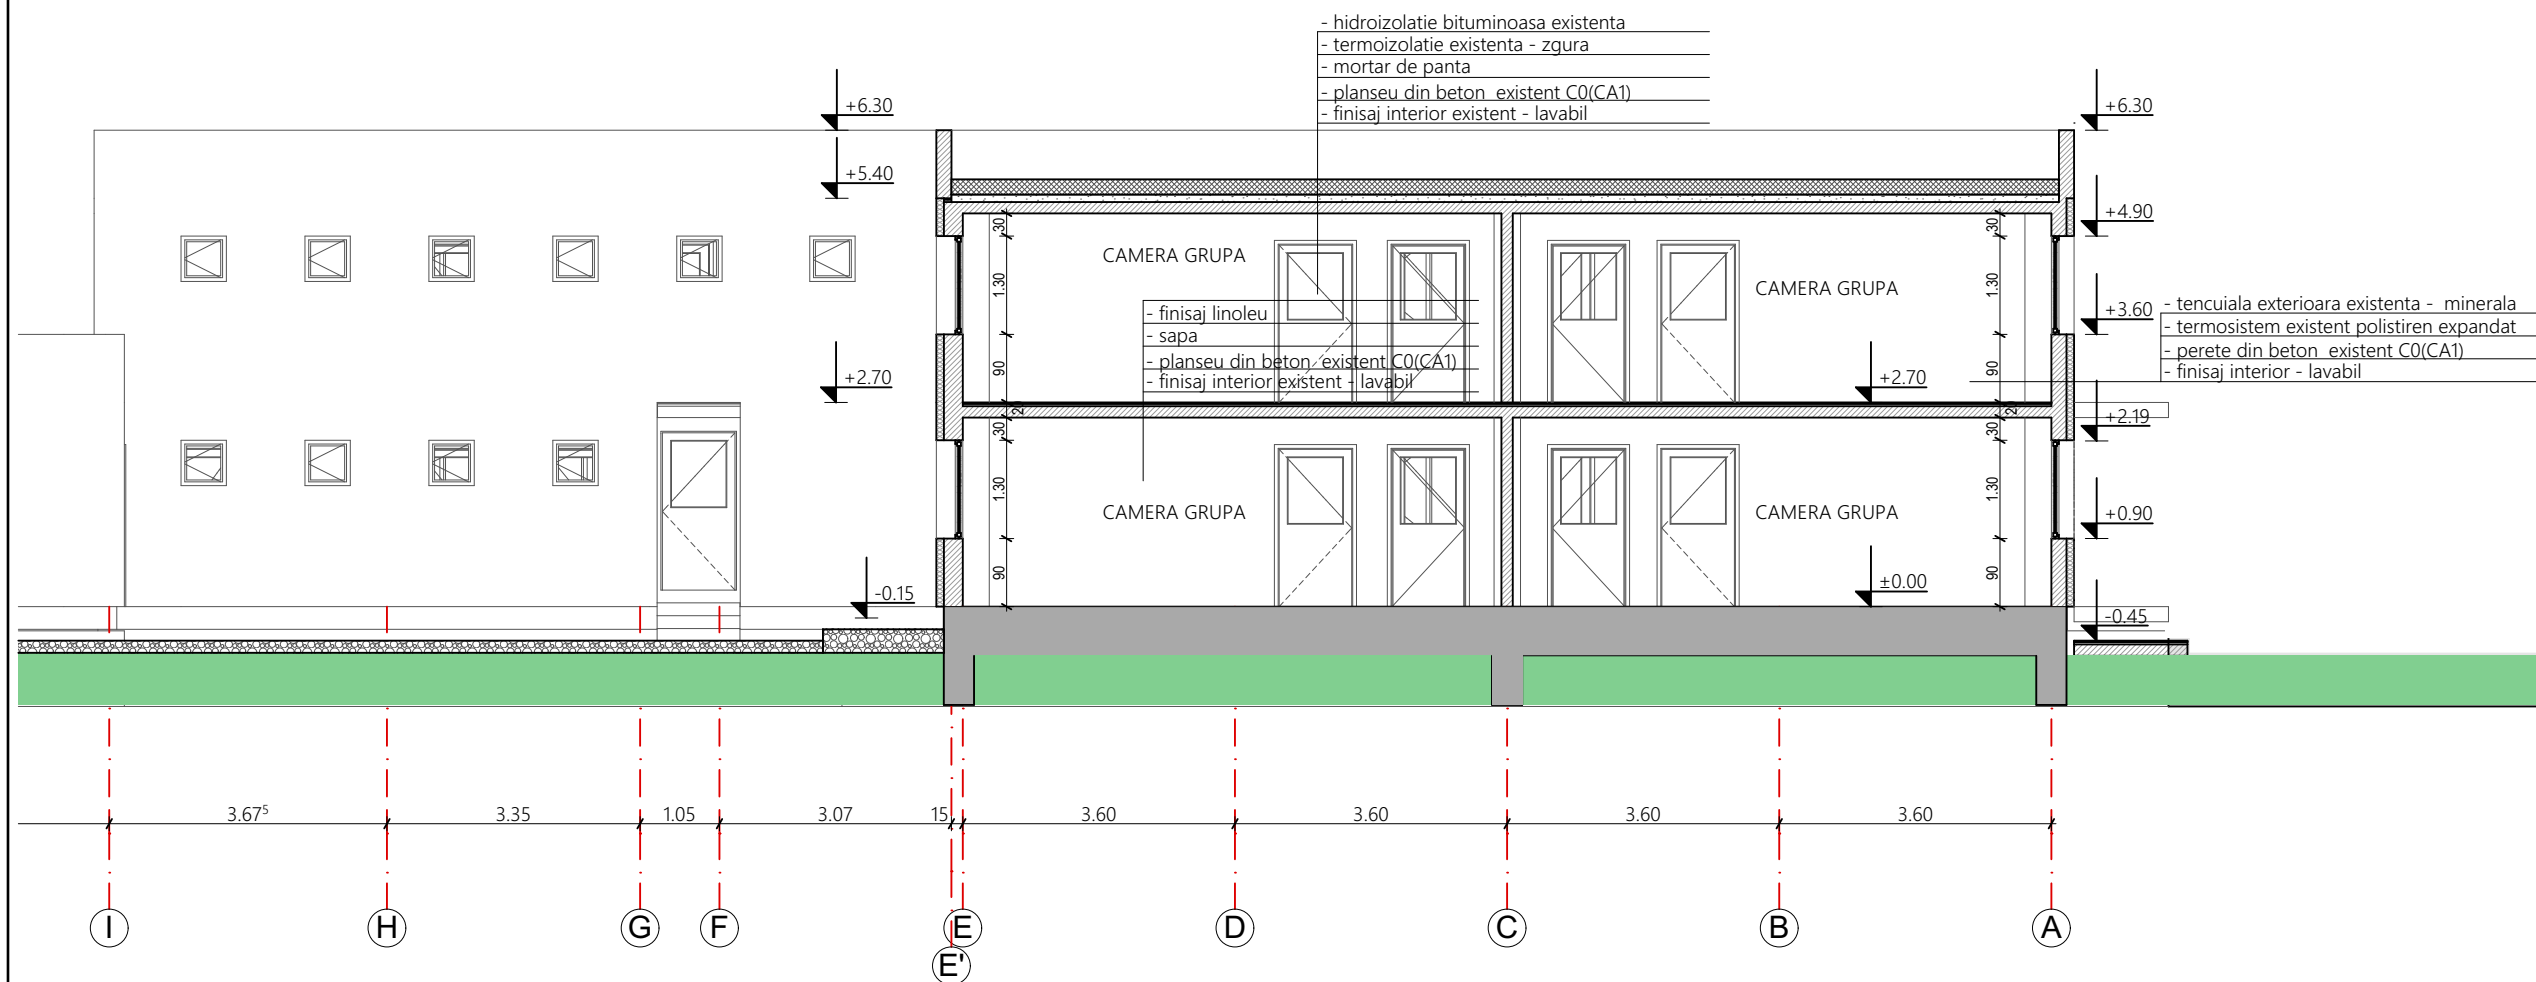 - hidroizolatie bituminoasa existenta
- termoizolatie existenta - zgura
- mortar de panta
- planseu din beton existent C0(CA1)
- finisaj interior existent - lavabil
+6.30
+6.30
+5.40
+4.90
30
30
CAMERA GRUPA
CAMERA GRUPA
1.30
1.30
- finisaj linoleu
- sapa
- planseu din beton existent C0(CA1)
- finisaj interior existent - lavabil
+3.60
- tencuiala exterioara existenta - minerala
- termosistem existent polistiren expandat
- perete din beton existent C0(CA1)
- finisaj interior - lavabil
90
90
+2.70
+2.70
20
20
+2.19
30
30
1.30
1.30
CAMERA GRUPA
CAMERA GRUPA
+0.90
90
90
-0.15
±0.00
-0.45
3.67⁵
3.35
1.05
3.07
15
3.60
3.60
3.60
3.60
I
H
G
F
E
D
C
B
A
E'